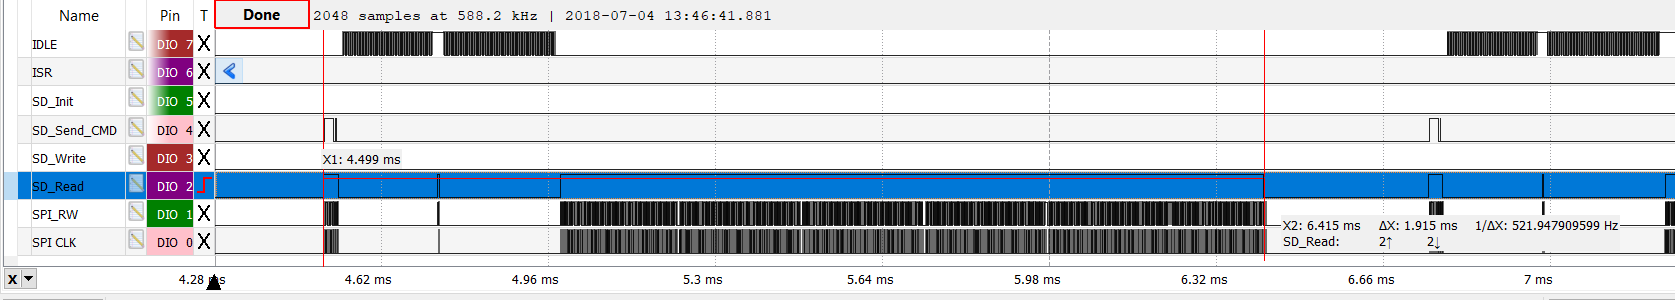 Name Pin T Done 2048 samples at 588.2 kHz | 2018-07-04 13:46:41.881
IDLE DIO 7 X
ISR DIO 6 X
SD_Init DIO 5 X
SD_Send_CMD DIO 4 X
SD_Write DIO 3 X X1: 4.499 ms
SD_Read DIO 2
SPI_RW DIO 1 X X2: 6.415 ms ΔX: 1.915 ms 1/ΔX: 521.947909599 Hz
SPI CLK DIO 0 X SD_Read: 2↑ 2↓
X 4.28 ms 4.62 ms 4.96 ms 5.3 ms 5.64 ms 5.98 ms 6.32 ms 6.66 ms 7 ms